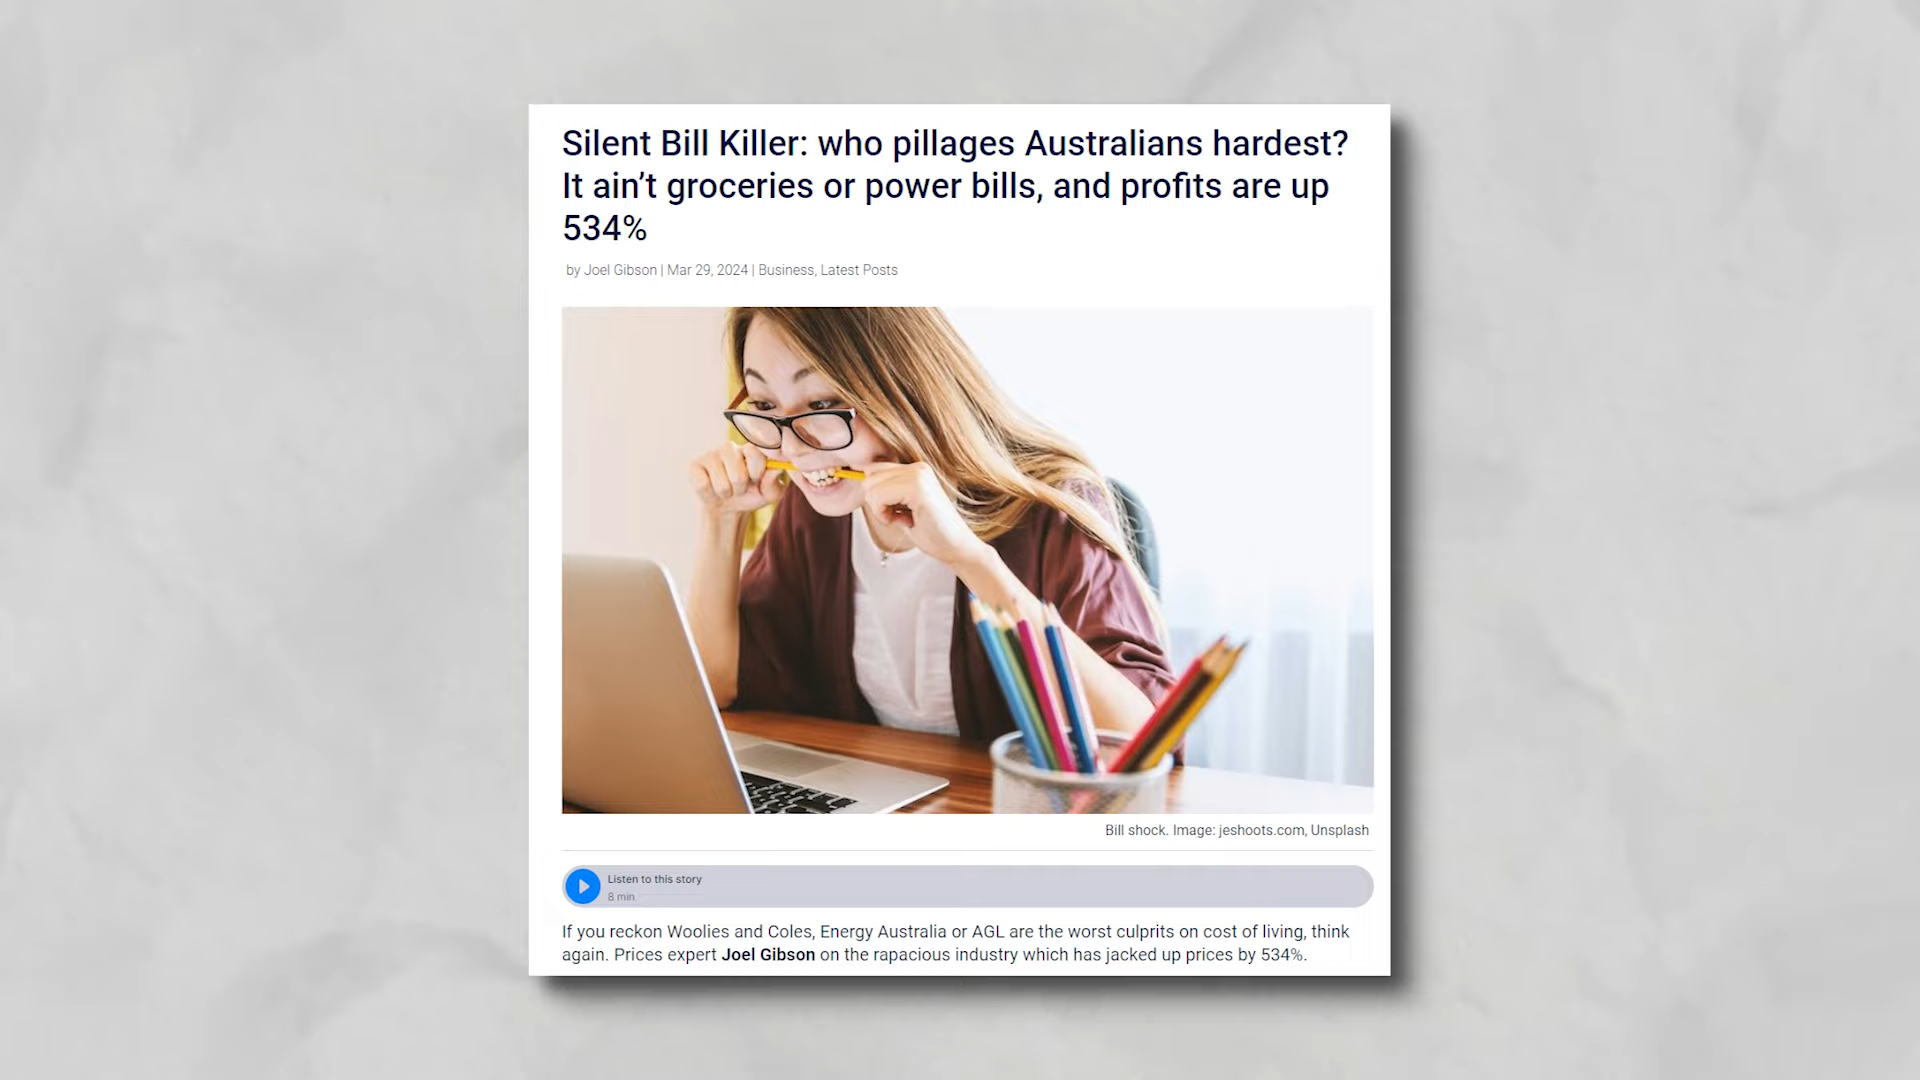 Silent Bill Killer: who pillages Australians hardest?
It ain’t groceries or power bills, and profits are up
534%
by Joel Gibson | Mar 29, 2024 | Business, Latest Posts
Bill shock. Image: jeshoots.com, Unsplash
Listen to this story
8 min
If you reckon Woolies and Coles, Energy Australia or AGL are the worst culprits on cost of living, think
again. Prices expert Joel Gibson on the rapacious industry which has jacked up prices by 534%.